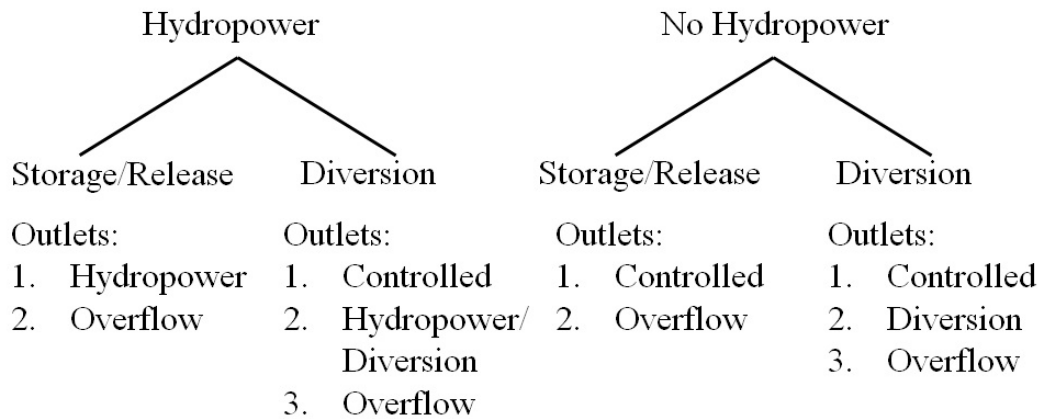 Hydropower
No Hydropower
Storage/Release
Diversion
Storage/Release
Diversion
Outlets:
1. Hydropower
2. Overflow
Outlets:
1. Controlled
2. Hydropower/
Diversion
3. Overflow
Outlets:
1. Controlled
2. Overflow
Outlets:
1. Controlled
2. Diversion
3. Overflow